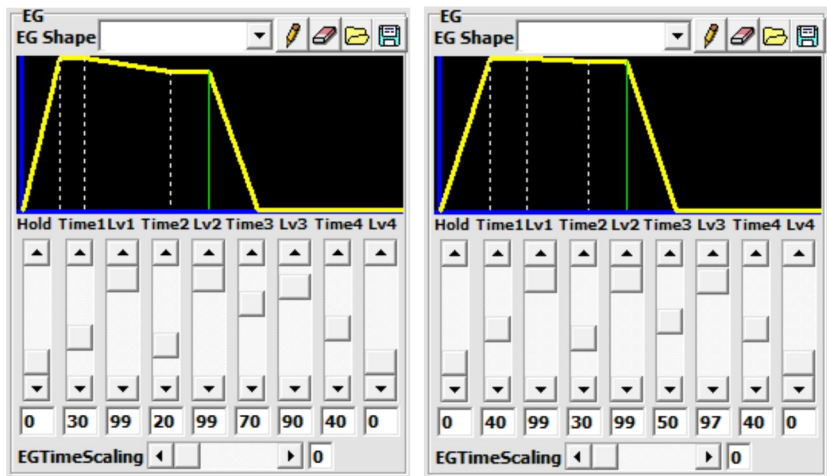 EG
EG Shape
Hold Time1 Lv1 Time2 Lv2 Time3 Lv3 Time4 Lv4
0 30 99 20 99 70 90 40 0
EGTimeScaling 0
EG
EG Shape
Hold Time1 Lv1 Time2 Lv2 Time3 Lv3 Time4 Lv4
0 40 99 30 99 50 97 40 0
EGTimeScaling 0